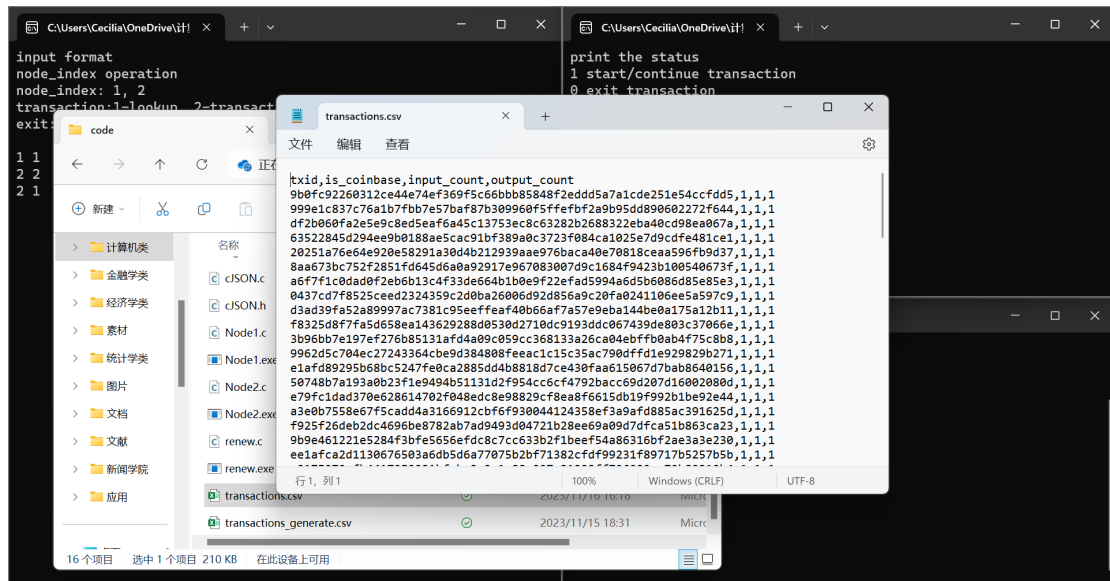 C:\Users\Cecilia\OneDrive\计
input format
node_index operation
node_index: 1, 2
transaction:1-lookup, 2-transact
exit:
1 1
2 2
2 1
C:\Users\Cecilia\OneDrive\计
print the status
1 start/continue transaction
0 exit transaction
code
正在
新建
名称
计算机类
金融学类
经济学类
素材
统计学类
图片
文档
文献
新闻学院
应用
cJSON.c
cJSON.h
Node1.c
Node1.exe
Node2.c
Node2.exe
renew.c
renew.exe
transactions.csv 2023/11/16 16:18 Micro
transactions_generate.csv 2023/11/15 18:31 Micro
16 个项目 选中 1 个项目 210 KB 在此设备上可用
transactions.csv
文件 编辑 查看
txid,is_coinbase,input_count,output_count
9b0fc92260312ce44e74ef369f5c66bbb85848f2eddd5a7a1cde251e54ccfdd5,1,1,1
999e1c837c76a1b7fbb7e57baf87b309960f5ffefbf2a9b95dd890602272f644,1,1,1
df2b060fa2e5e9c8ed5eaf6a45c13753ec8c63282b2688322eba40cd98ea067a,1,1,1
63522845d294ee9b0188ae5cac91bf389a0c3723f084ca1025e7d9cdfe481ce1,1,1,1
20251a76e64e920e58291a30d4b212939aae976baca40e70818ceaa596fb9d37,1,1,1
8aa673bc752f2851fd645d6a0a92917e967083007d9c1684f9423b100540673f,1,1,1
a6f7f1c0dad0f2eb6b13c4f33de664b1b0e9f22efad5994a6d5b6086d85e85e3,1,1,1
0437cd7f8525ceed2324359c2d0ba26006d92d856a9c20fa0241106ee5a597c9,1,1,1
d3ad39fa52a89997ac7381c95eeffeaf40b66af7a57e9eba144be0a175a12b11,1,1,1
f8325d8f7fa5d658ea143629288d0530d2710dc9193ddc067439de803c37066e,1,1,1
3b96bb7e197ef276b85131afd4a09c059cc368133a26ca04ebffb0ab4f75c8b8,1,1,1
9962d5c704ec27243364cbe9d384808feeac1c15c35ac790dffd1e929829b271,1,1,1
e1afd89295b68bc5247fe0ca2885dd4b8818d7ce430faa615067d7bab8640156,1,1,1
50748b7a193a0b23f1e9494b51131d2f954cc6cf4792bacc69d207d16002080d,1,1,1
e79fc1dad370e628614702f048edc8e98829cf8ea8f6615db19f992b1be92e44,1,1,1
a3e0b7558e67f5cadd4a3166912cbf6f930044124358ef3a9afd885ac391625d,1,1,1
f925f26deb2dc4696be8782ab7ad9493d04721b28ee69a09d7dfca51b863ca23,1,1,1
9b9e461221e5284f3bfe5656efdc8c7cc633b2f1beef54a86316bf2ae3a3e230,1,1,1
ee1afca2d1130676503a6db5d6a77075b2bf71382cfdf99231f89717b5257b5b,1,1,1
行 1，列 1 100% Windows (CRLF) UTF-8